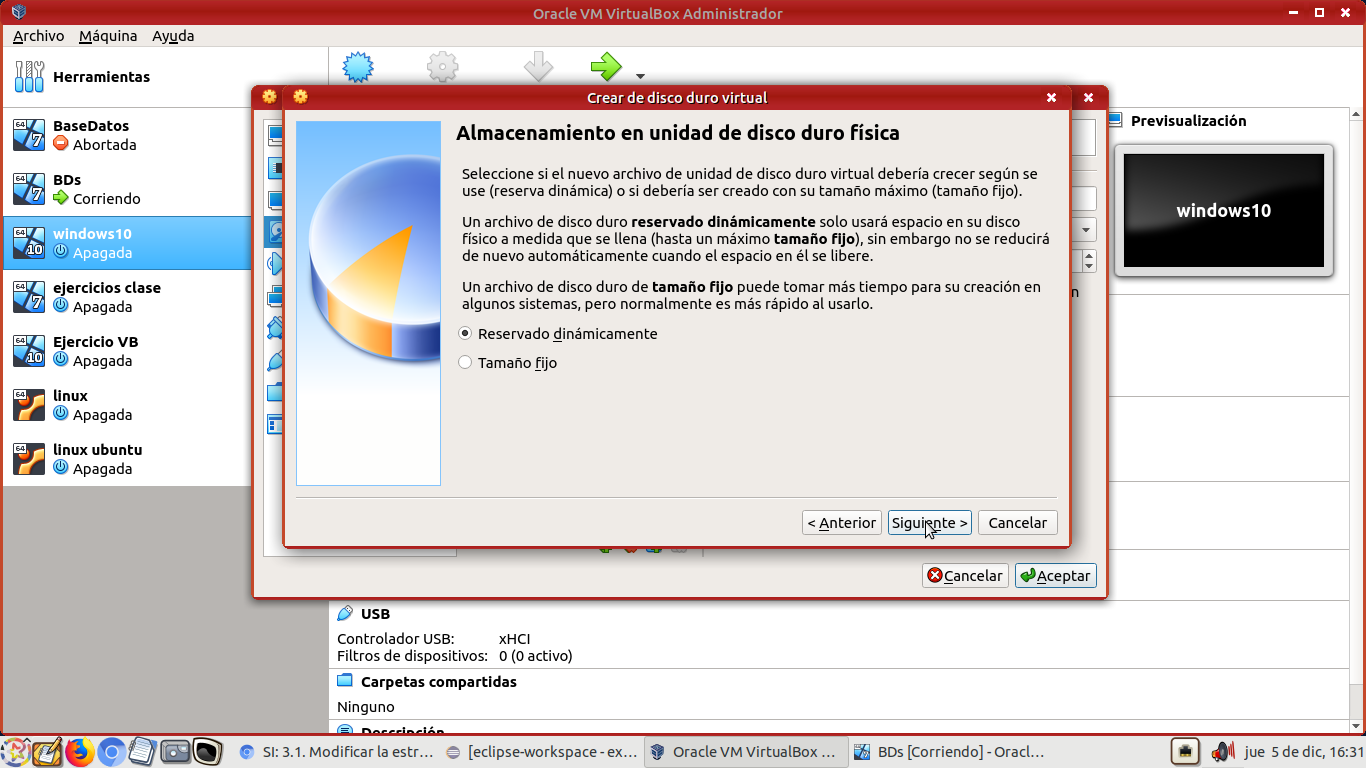 Oracle VM VirtualBox Administrador
Archivo Máquina Ayuda
Herramientas
BaseDatos
Abortada
BDs
Corriendo
windows10
Apagada
ejercicios clase
Apagada
Ejercicio VB
Apagada
linux
Apagada
linux ubuntu
Apagada
Crear de disco duro virtual
Almacenamiento en unidad de disco duro física
Seleccione si el nuevo archivo de unidad de disco duro virtual debería crecer según se
use (reserva dinámica) o si debería ser creado con su tamaño máximo (tamaño fijo).
Un archivo de disco duro reservado dinámicamente solo usará espacio en su disco
físico a medida que se llena (hasta un máximo tamaño fijo), sin embargo no se reducirá
de nuevo automáticamente cuando el espacio en él se libere.
Un archivo de disco duro de tamaño fijo puede tomar más tiempo para su creación en
algunos sistemas, pero normalmente es más rápido al usarlo.
Reservado dinámicamente
Tamaño fijo
< Anterior Siguiente > Cancelar
Cancelar Aceptar
Previsualización
windows10
n
USB
Controlador USB: xHCI
Filtros de dispositivos: 0 (0 activo)
Carpetas compartidas
Ninguno
Descripción
SI: 3.1. Modificar la estr... [eclipse-workspace - ex... Oracle VM VirtualBox ... BDs [Corriendo] - Oracl... jue 5 de dic, 16:31